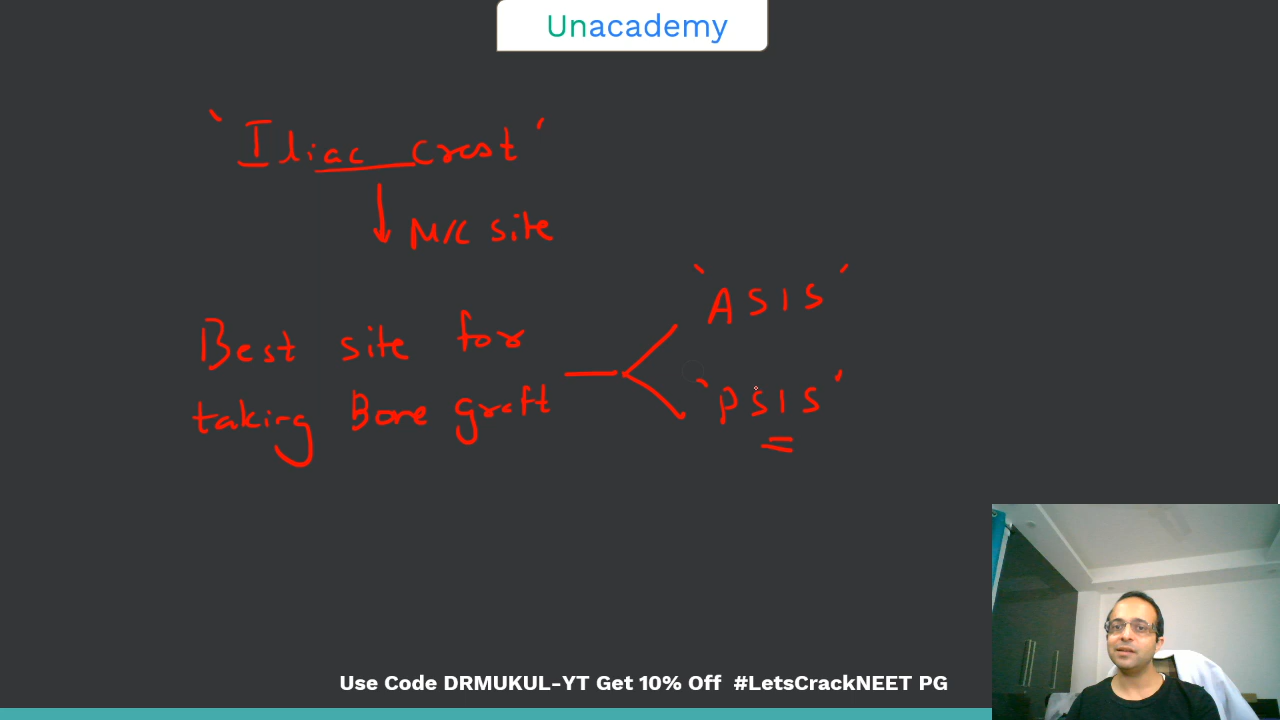 Unacademy
'Iliac crest'
M/C site
'ASIS'
Best site for
taking Bone graft
'PSIS'
Use Code DRMUKUL-YT Get 10% Off #LetsCrackNEET PG